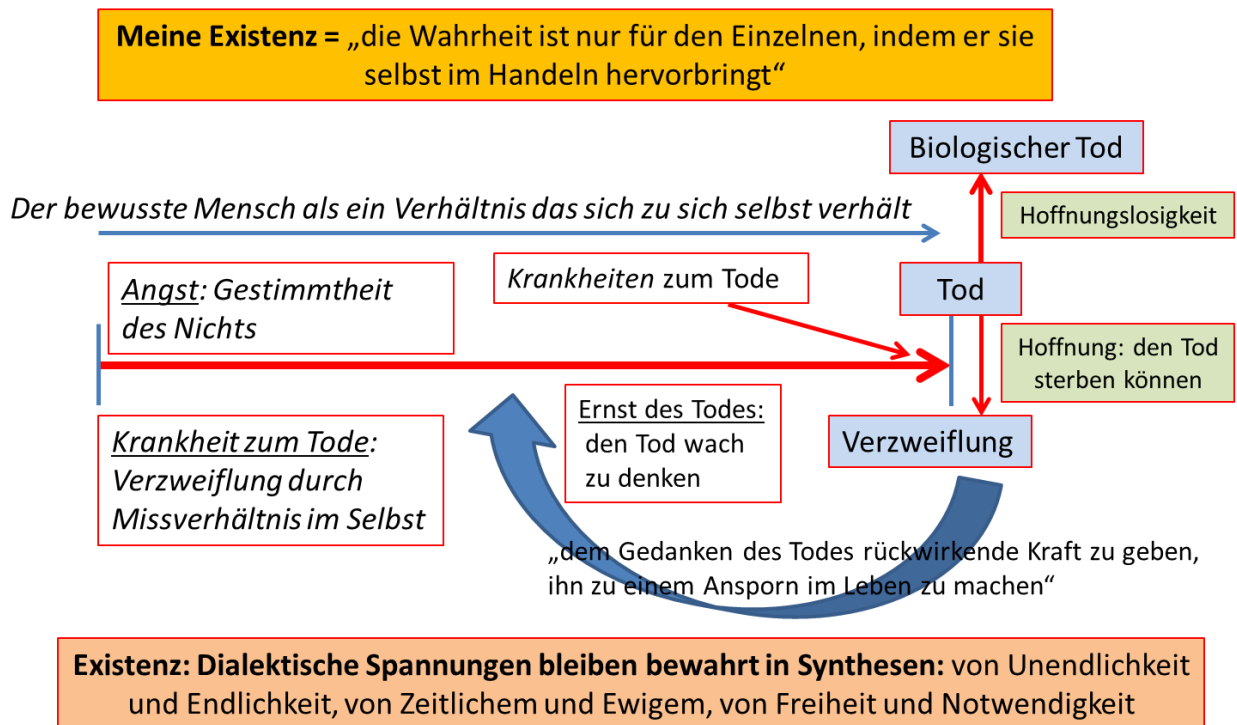 Meine Existenz = „die Wahrheit ist nur für den Einzelnen, indem er sie
selbst im Handeln hervorbringt“
Biologischer Tod
Der bewusste Mensch als ein Verhältnis das sich zu sich selbst verhält
Hoffnungslosigkeit
Angst: Gestimmtheit
des Nichts
Krankheiten zum Tode
Tod
Hoffnung: den Tod
sterben können
Ernst des Todes:
den Tod wach
zu denken
Verzweiflung
Krankheit zum Tode:
Verzweiflung durch
Missverhältnis im Selbst
„dem Gedanken des Todes rückwirkende Kraft zu geben,
ihn zu einem Ansporn im Leben zu machen“
Existenz: Dialektische Spannungen bleiben bewahrt in Synthesen: von Unendlichkeit
und Endlichkeit, von Zeitlichem und Ewigem, von Freiheit und Notwendigkeit